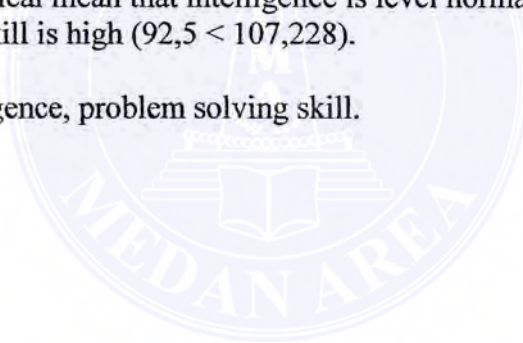 ical mean that intelligence is level norma
kill is high (92,5 < 107,228).
gence, problem solving skill.
M
A
MEDAN AREA